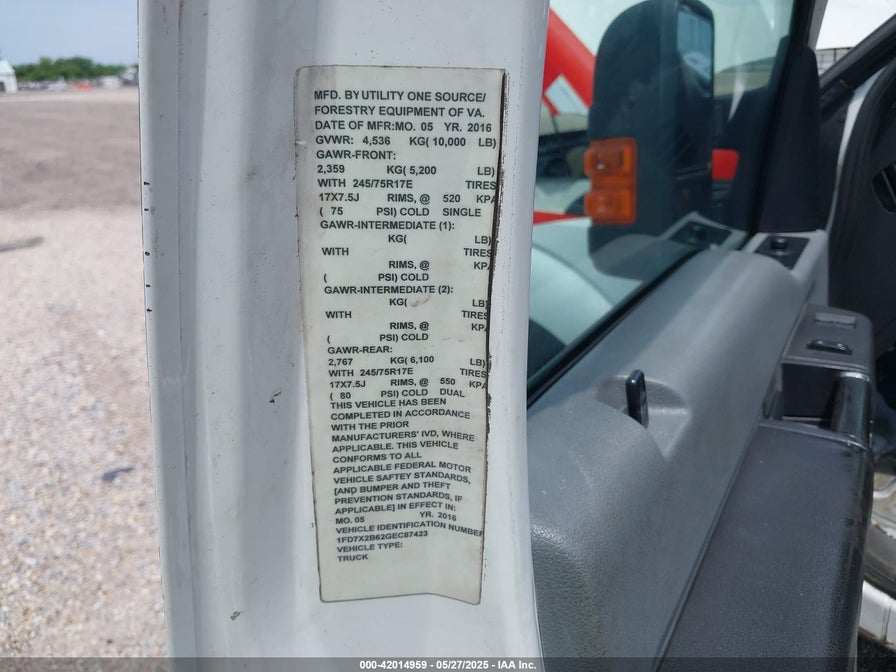 MFD. BY UTILITY ONE SOURCE/
FORESTRY EQUIPMENT OF VA.
DATE OF MFR:MO. 05 YR. 2016
GVWR: 4,536 KG( 10,000 LB)
GAWR-FRONT:
2,359 KG( 5,200 LB)
WITH 245/75R17E TIRES
17X7.5J RIMS, @ 520 KPA
( 75 PSI) COLD SINGLE
GAWR-INTERMEDIATE (1):
KG( LB)
WITH TIRES
RIMS, @ KPA
( PSI) COLD
GAWR-INTERMEDIATE (2):
KG( LB)
WITH TIRES
RIMS, @ KPA
( PSI) COLD
GAWR-REAR:
2,767 KG( 6,100 LB)
WITH 245/75R17E TIRES
17X7.5J RIMS, @ 550 KPA
( 80 PSI) COLD DUAL
THIS VEHICLE HAS BEEN
COMPLETED IN ACCORDANCE
WITH THE PRIOR
MANUFACTURERS' IVD, WHERE
APPLICABLE. THIS VEHICLE
CONFORMS TO ALL
APPLICABLE FEDERAL MOTOR
VEHICLE SAFTEY STANDARDS,
[AND BUMPER AND THEFT
PREVENTION STANDARDS, IF
APPLICABLE] IN EFFECT IN:
MO. 05 YR. 2016
VEHICLE IDENTIFICATION NUMBER
1FD7X2B62GEC87423
VEHICLE TYPE:
TRUCK
000-42014959 - 05/27/2025 - IAA Inc.